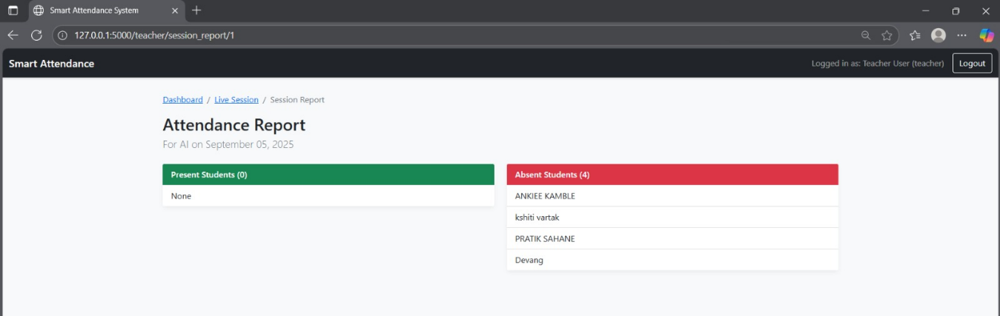 Smart Attendance System
127.0.0.1:5000/teacher/session_report/1
Smart Attendance
Logged in as: Teacher User (teacher)
Logout
Dashboard / Live Session / Session Report
Attendance Report
For AI on September 05, 2025
Present Students (0)
None
Absent Students (4)
ANKIEE KAMBLE
kshiti vartak
PRATIK SAHANE
Devang